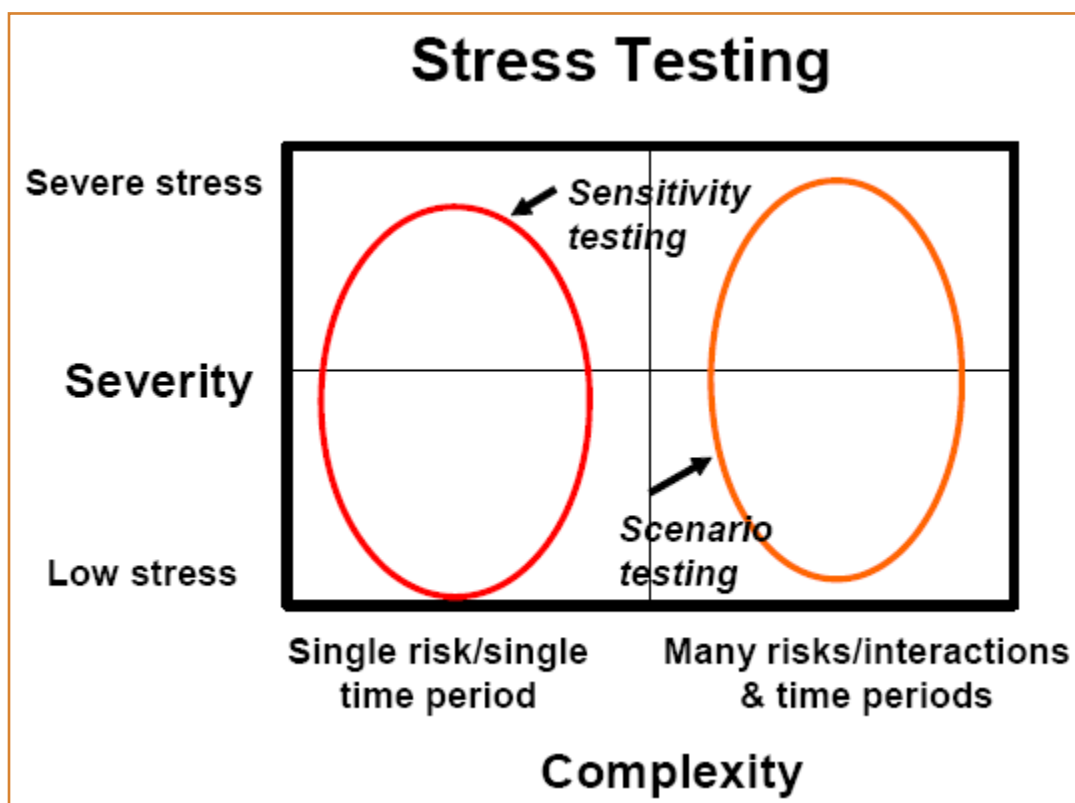 Stress Testing
Severe stress
Sensitivity
testing
Severity
Scenario
testing
Low stress
Single risk/single
time period
Many risks/interactions
& time periods
Complexity